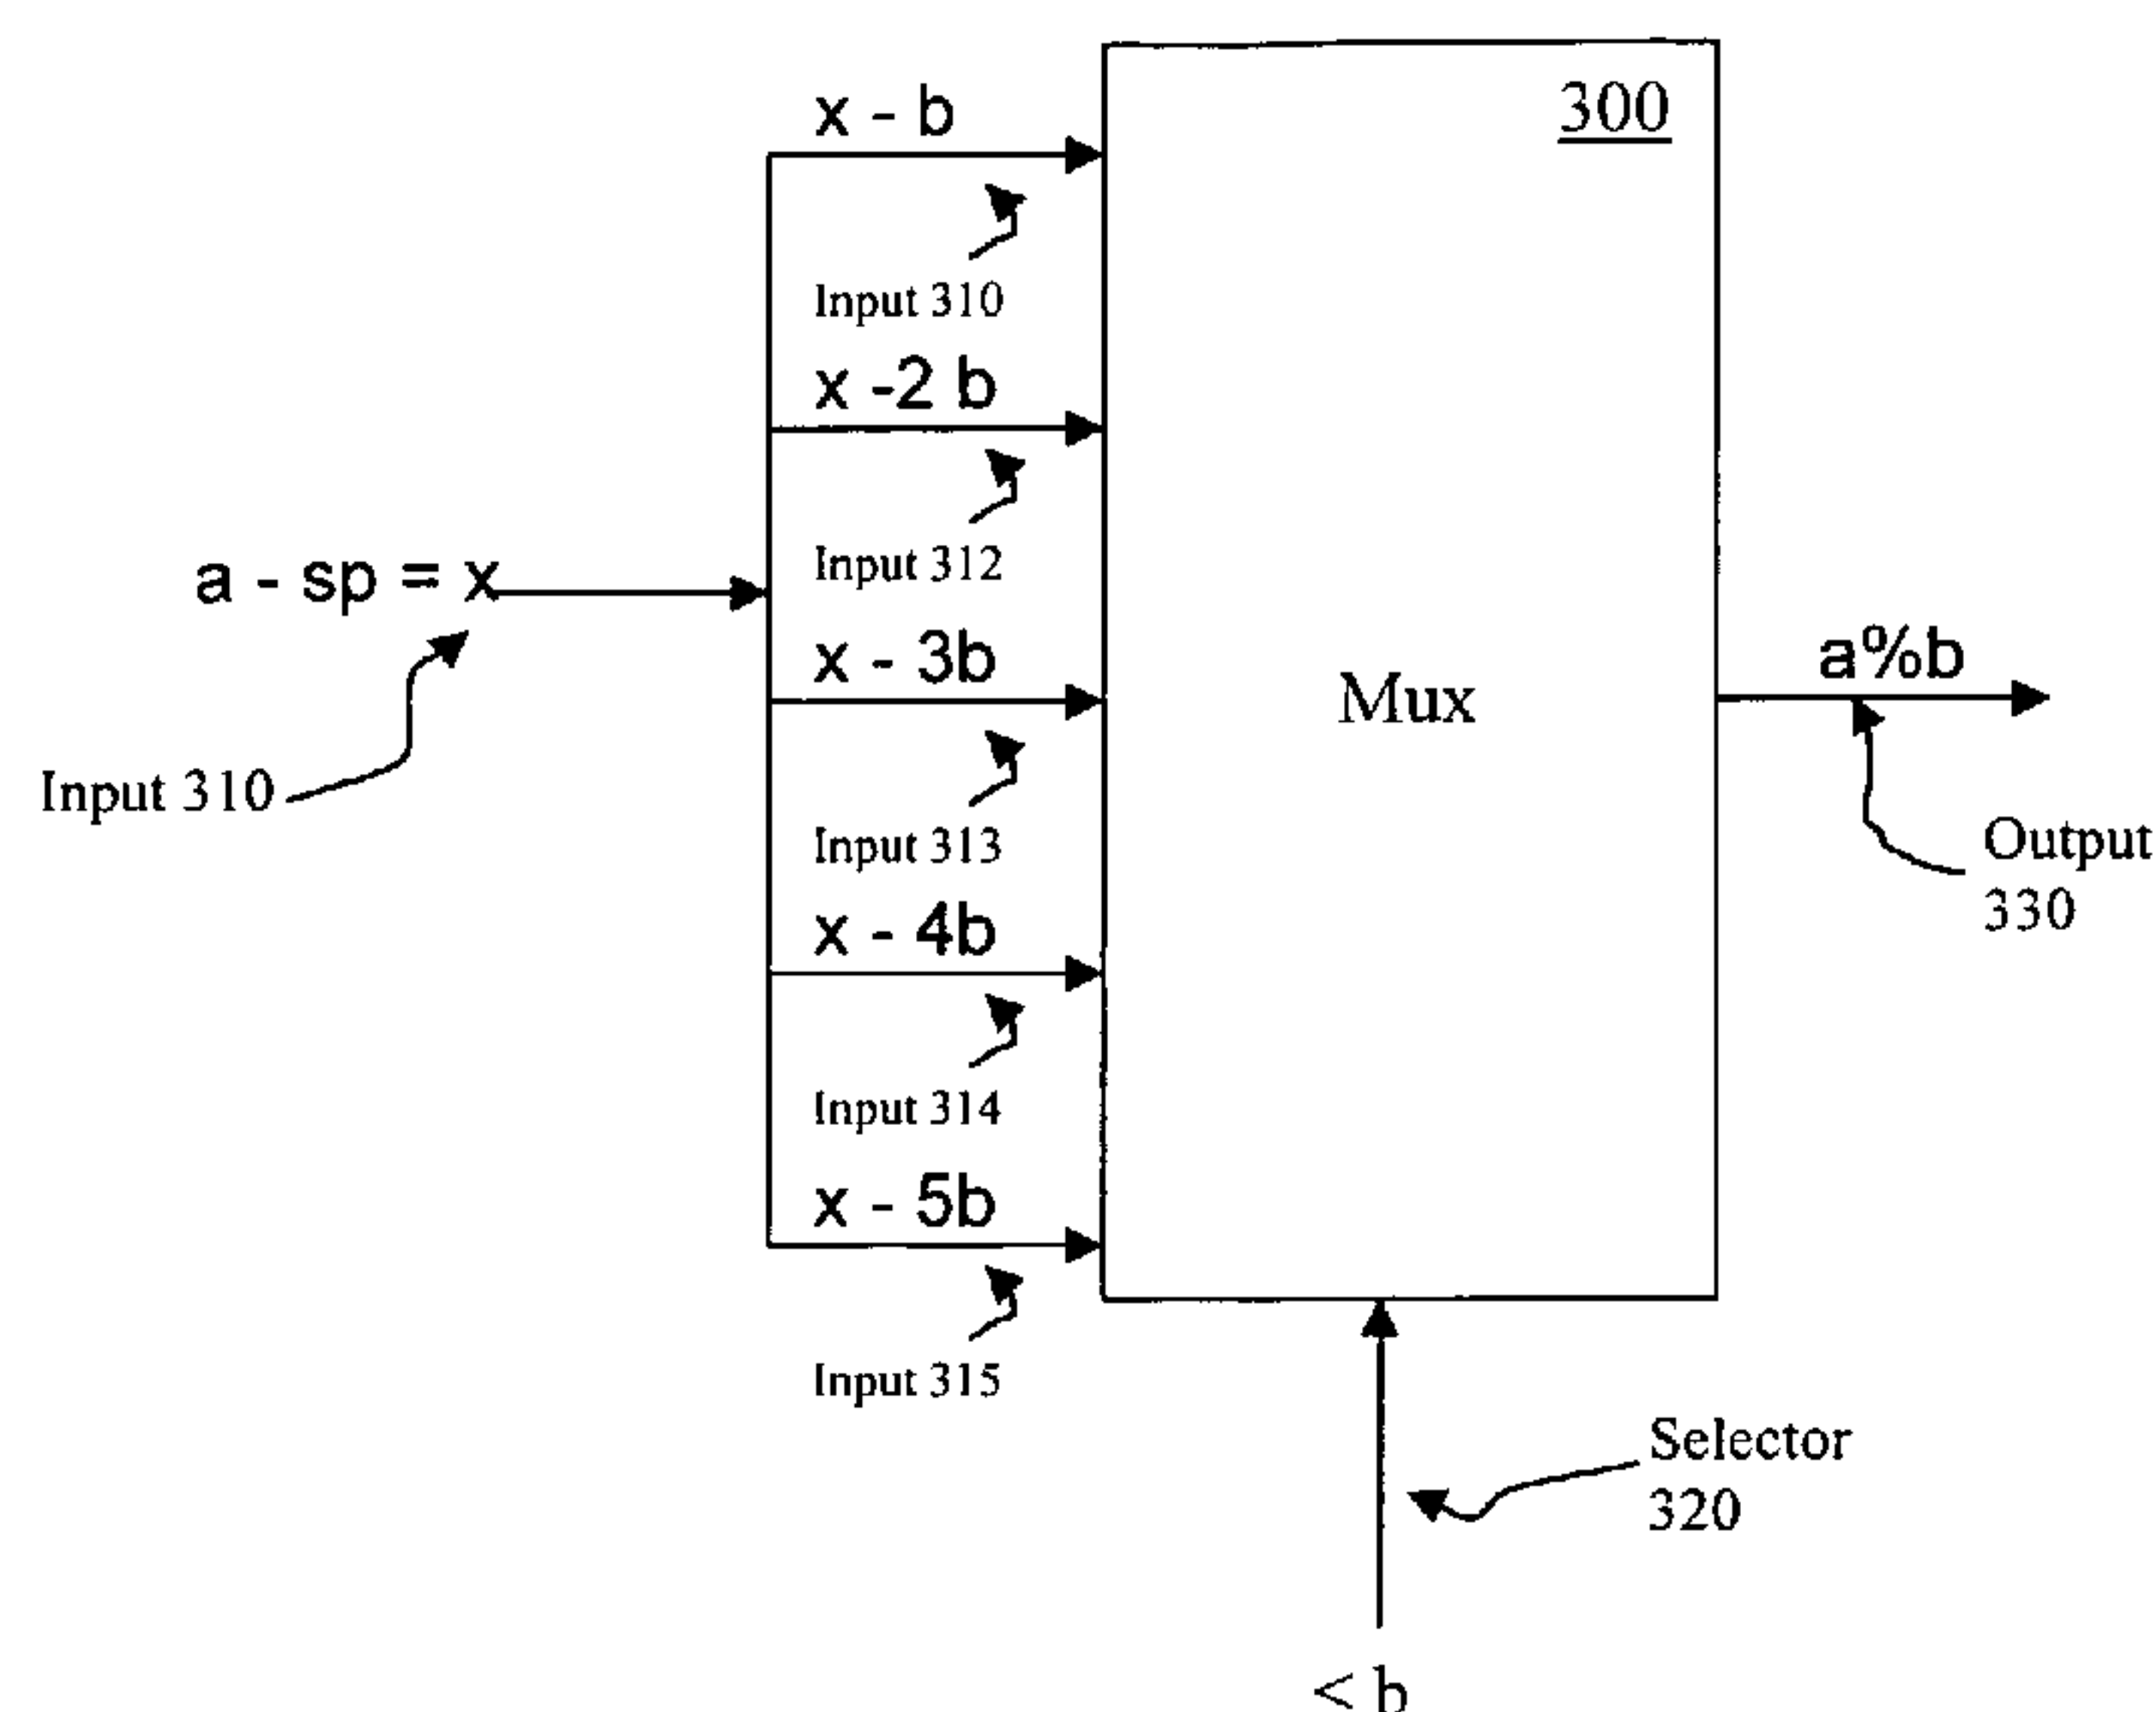 300
x - b
Input 310
x -2 b
Input 312
a - sp = x
x - 3b
Mux
a%b
Input 310
Input 313
Output
330
x - 4b
Input 314
x - 5b
Input 315
Selector
320
< b